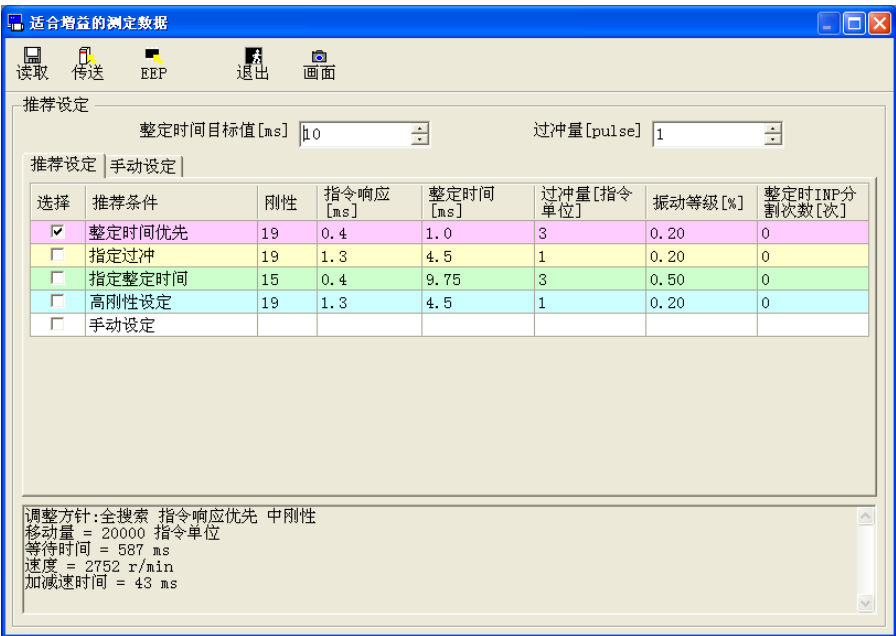 适合增益的测定数据
读取 传送 EEP 退出 画面
推荐设定
整定时间目标值[ms] 10 过冲量[pulse] 1
推荐设定 手动设定
选择 推荐条件 刚性 指令响应[ms] 整定时间[ms] 过冲量[指令单位] 振动等级[%] 整定时INP分割次数[次]
整定时间优先 19 0.4 1.0 3 0.20 0
指定过冲 19 1.3 4.5 1 0.20 0
指定整定时间 15 0.4 9.75 3 0.50 0
高刚性设定 19 1.3 4.5 1 0.20 0
手动设定
调整方针:全搜索 指令响应优先 中刚性
移动量 = 20000 指令单位
等待时间 = 587 ms
速度 = 2752 r/min
加减速时间 = 43 ms